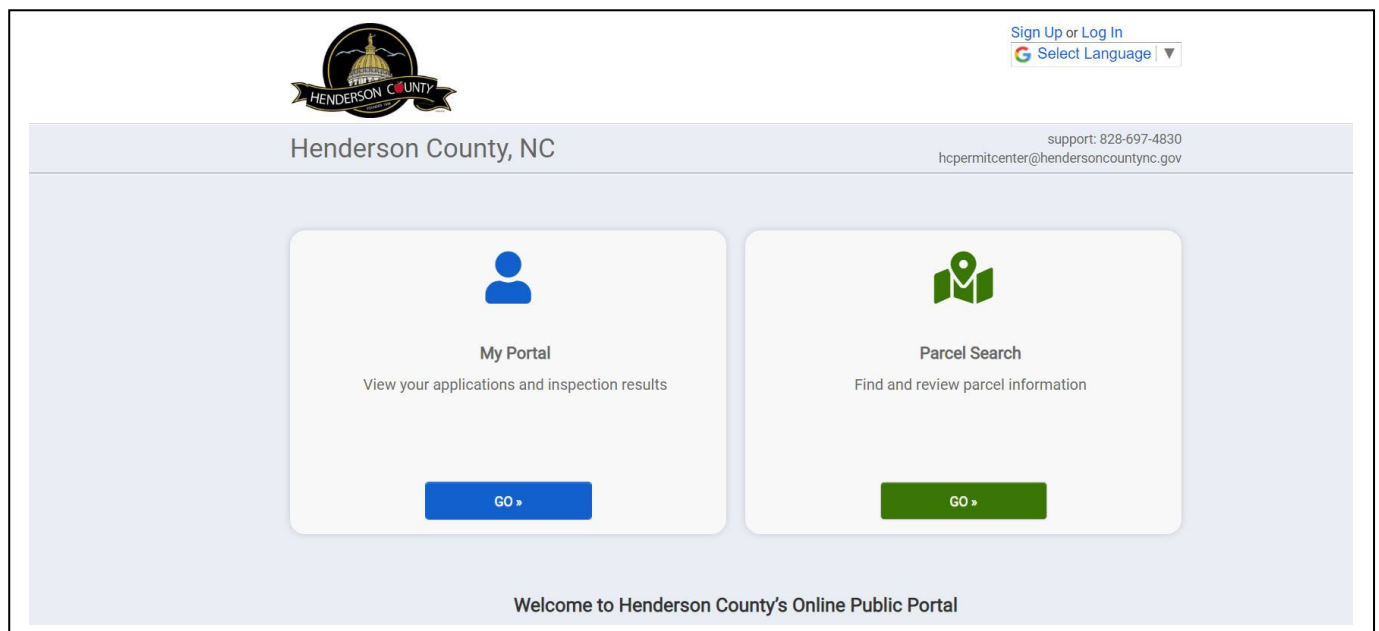 HENDERSON COUNTY
Sign Up or Log In
G Select Language ▼
Henderson County, NC
support: 828-697-4830
hcpermitcenter@hendersoncountync.gov
My Portal
View your applications and inspection results
GO »
Parcel Search
Find and review parcel information
GO »
Welcome to Henderson County’s Online Public Portal